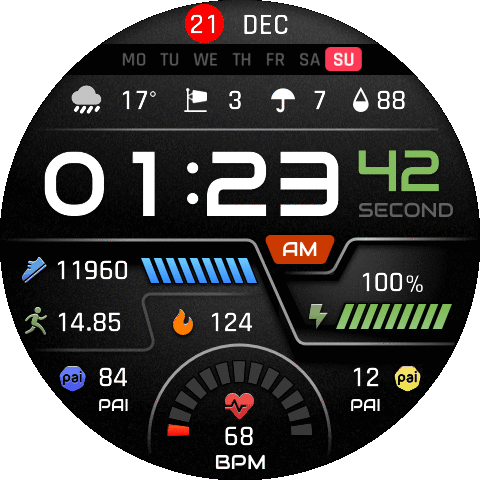 21 DEC
MO TU WE TH FR SA SU
17° 3 7 88
01:23 42
SECOND
AM
11960 100%
14.85 124
pai 84 12 pai
PAI PAI
68
BPM